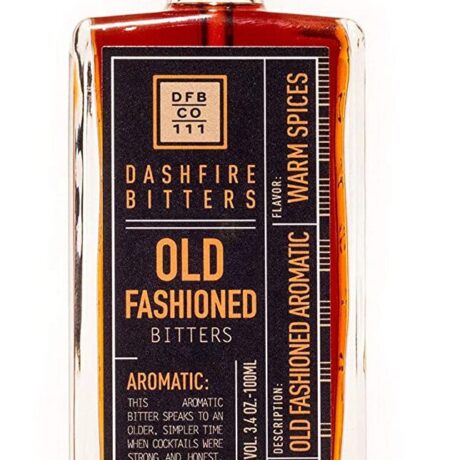 DFB
CO
111
DASHFIRE
BITTERS
OLD
FASHIONED
BITTERS
AROMATIC:
THIS AROMATIC
BITTER SPEAKS TO AN
OLDER, SIMPLER TIME
WHEN COCKTAILS WERE
STRONG AND HONEST.
VOL. 3.4 OZ.-100ML
FLAVOR:
WARM SPICES
DESCRIPTION:
OLD FASHIONED AROMATIC